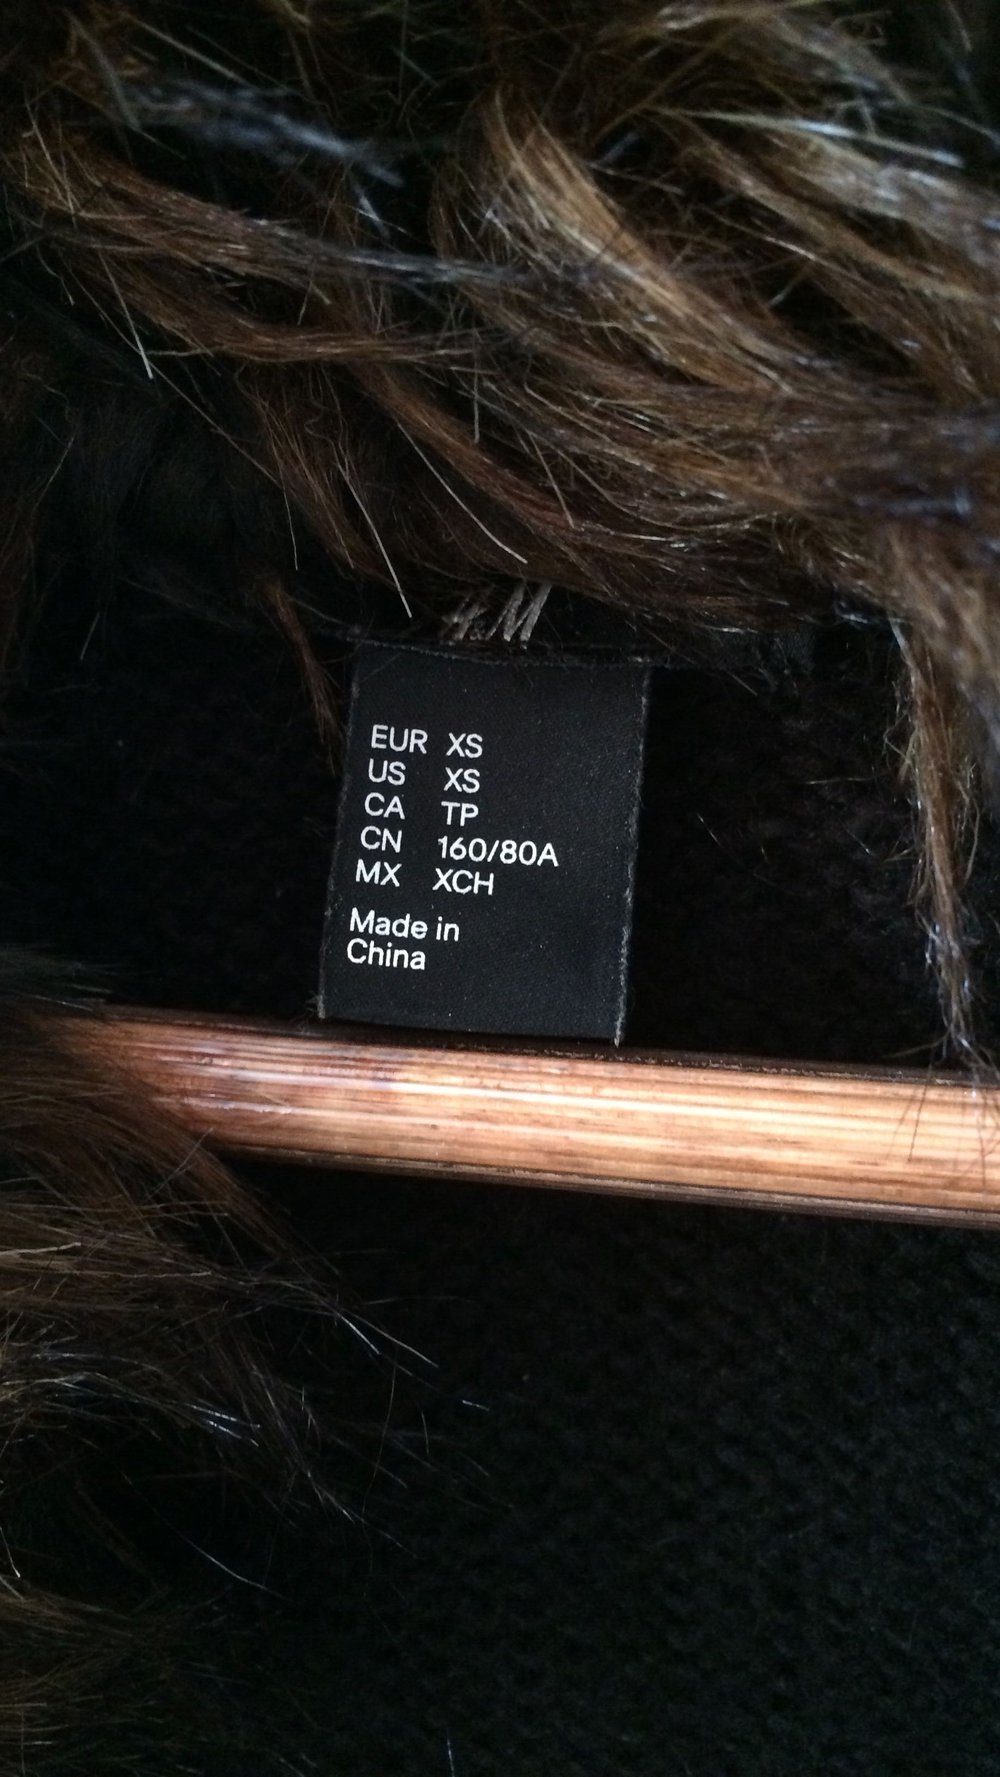 H&M
EUR XS
US XS
CA TP
CN 160/80A
MX XCH
Made in
China